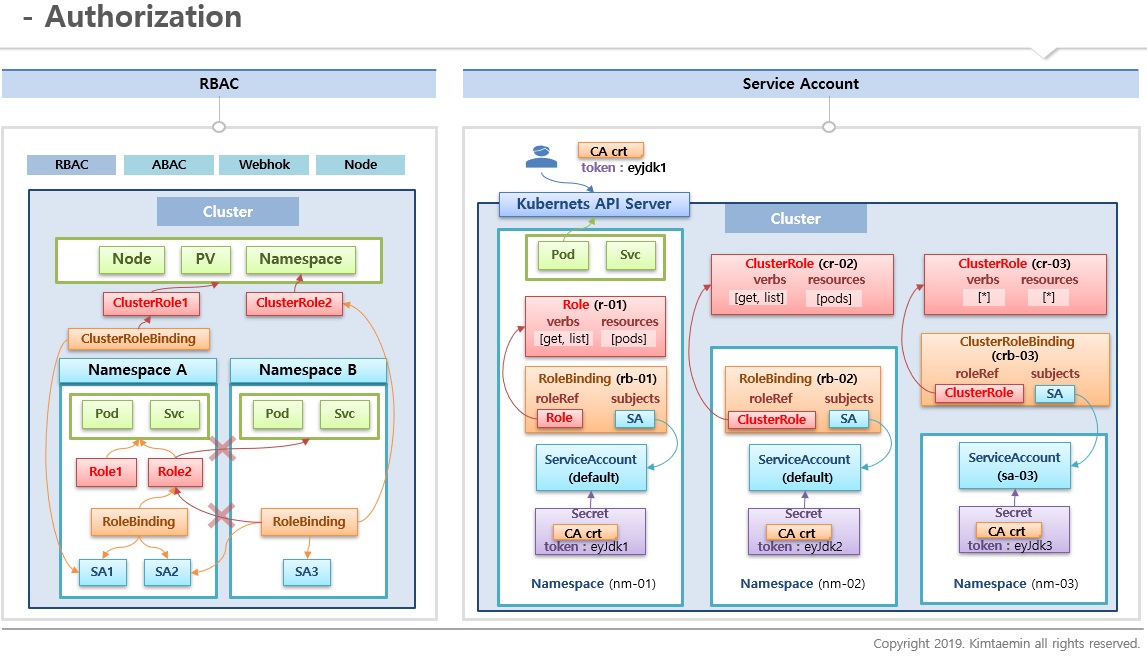 - Authorization
RBAC
RBAC
ABAC
Webhok
Node
Cluster
Node
PV
Namespace
ClusterRole1
ClusterRole2
ClusterRoleBinding
Namespace A
Namespace B
Pod
Svc
Pod
Svc
Role1
Role2
RoleBinding
RoleBinding
SA1
SA2
SA3
Service Account
CA crt
token : eyjdk1
Kubernets API Server
Cluster
Pod
Svc
Role (r-01)
verbs resources
[get, list] [pods]
RoleBinding (rb-01)
roleRef subjects
Role SA
ServiceAccount
(default)
Secret
CA crt
token : eyJdk1
Namespace (nm-01)
ClusterRole (cr-02)
verbs resources
[get, list] [pods]
RoleBinding (rb-02)
roleRef subjects
ClusterRole SA
ServiceAccount
(default)
Secret
CA crt
token : eyJdk2
Namespace (nm-02)
ClusterRole (cr-03)
verbs resources
[*] [*]
ClusterRoleBinding
(crb-03)
roleRef subjects
ClusterRole SA
ServiceAccount
(sa-03)
Secret
CA crt
token : eyJdk3
Namespace (nm-03)
Copyright 2019. Kimtaemin all rights reserved.